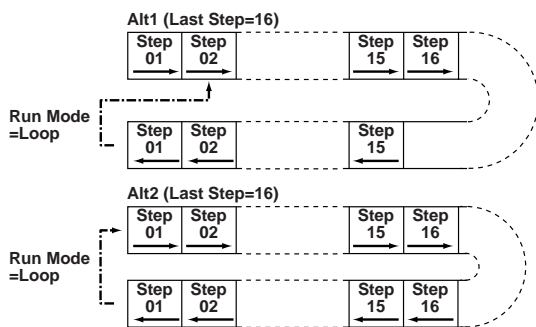 Alt1 (Last Step=16)
Step 01
Step 02
Step 15
Step 16
Run Mode
=Loop
Step 01
Step 02
Step 15
Alt2 (Last Step=16)
Step 01
Step 02
Step 15
Step 16
Run Mode
=Loop
Step 01
Step 02
Step 15
Step 16